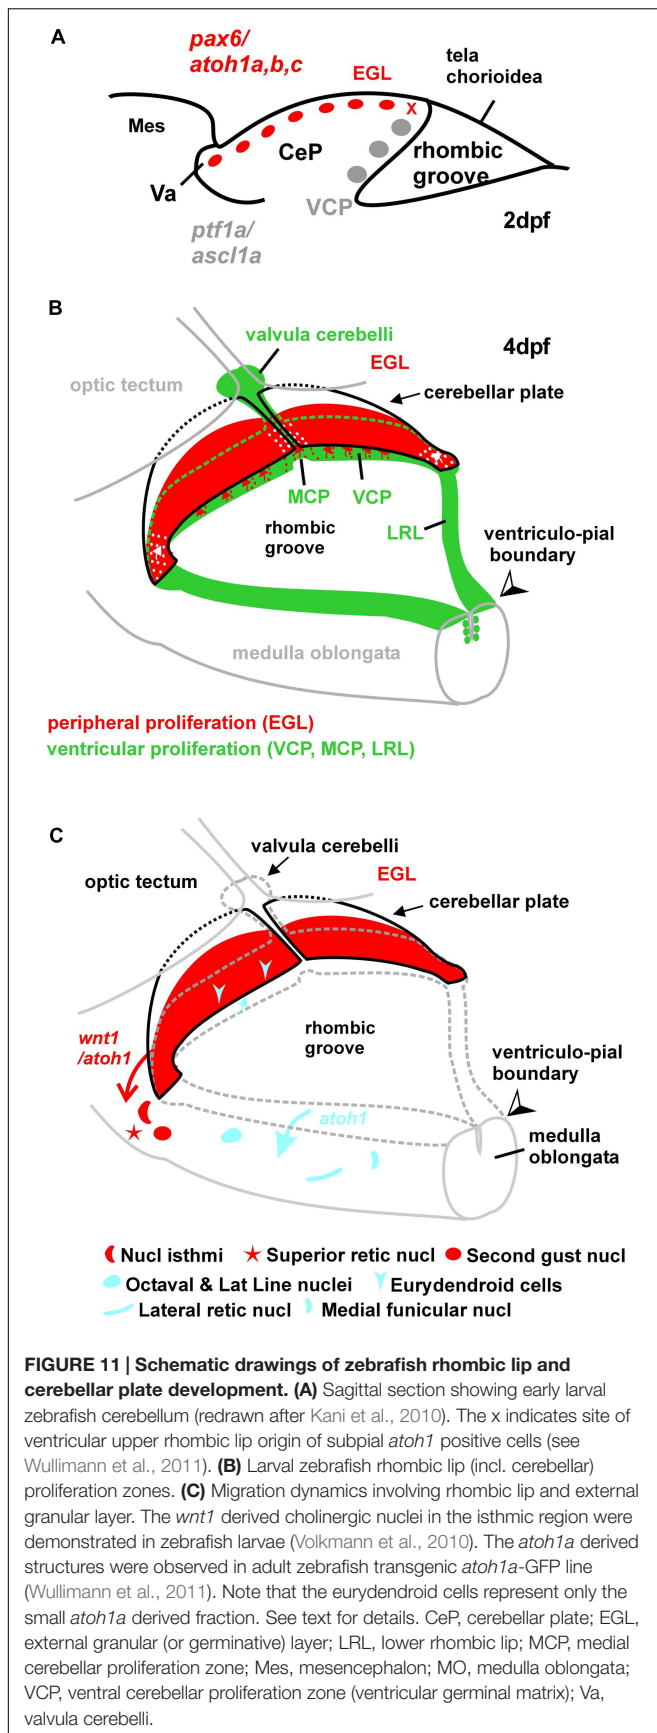 A
pax6/
atoh1a,b,c
EGL
tela
chorioidea
Mes
x
CeP
rhombic
groove
Va
VCP
ptf1a/
ascl1a
2dpf
B
valvula cerebelli
4dpf
EGL
optic tectum
cerebellar plate
MCP
VCP
rhombic
groove
LRL
ventriculo-pial
boundary
medulla oblongata
peripheral proliferation (EGL)
ventricular proliferation (VCP, MCP, LRL)
C
valvula cerebelli
optic tectum
EGL
cerebellar plate
rhombic
groove
wnt1
/atoh1
ventriculo-pial
boundary
atoh1
medulla
oblongata
Nucl isthmi Superior retic nucl Second gust nucl
Octaval & Lat Line nuclei Eurydendroid cells
Lateral retic nucl Medial funicular nucl
FIGURE 11 | Schematic drawings of zebrafish rhombic lip and
cerebellar plate development. (A) Sagittal section showing early larval
zebrafish cerebellum (redrawn after Kani et al., 2010). The x indicates site of
ventricular upper rhombic lip origin of subpial atoh1 positive cells (see
Wullimann et al., 2011). (B) Larval zebrafish rhombic lip (incl. cerebellar)
proliferation zones. (C) Migration dynamics involving rhombic lip and external
granular layer. The wnt1 derived cholinergic nuclei in the isthmic region were
demonstrated in zebrafish larvae (Volkmann et al., 2010). The atoh1a derived
structures were observed in adult zebrafish transgenic atoh1a-GFP line
(Wullimann et al., 2011). Note that the eurydendroid cells represent only the
small atoh1a derived fraction. See text for details. CeP, cerebellar plate; EGL,
external granular (or germinative) layer; LRL, lower rhombic lip; MCP, medial
cerebellar proliferation zone; Mes, mesencephalon; MO, medulla oblongata;
VCP, ventral cerebellar proliferation zone (ventricular germinal matrix); Va,
valvula cerebelli.